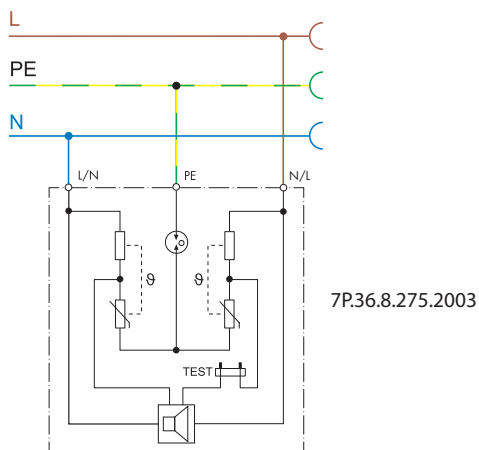 L
PE
N
L/N
PE
N/L
ϑ
ϑ
7P.36.8.275.2003
TEST